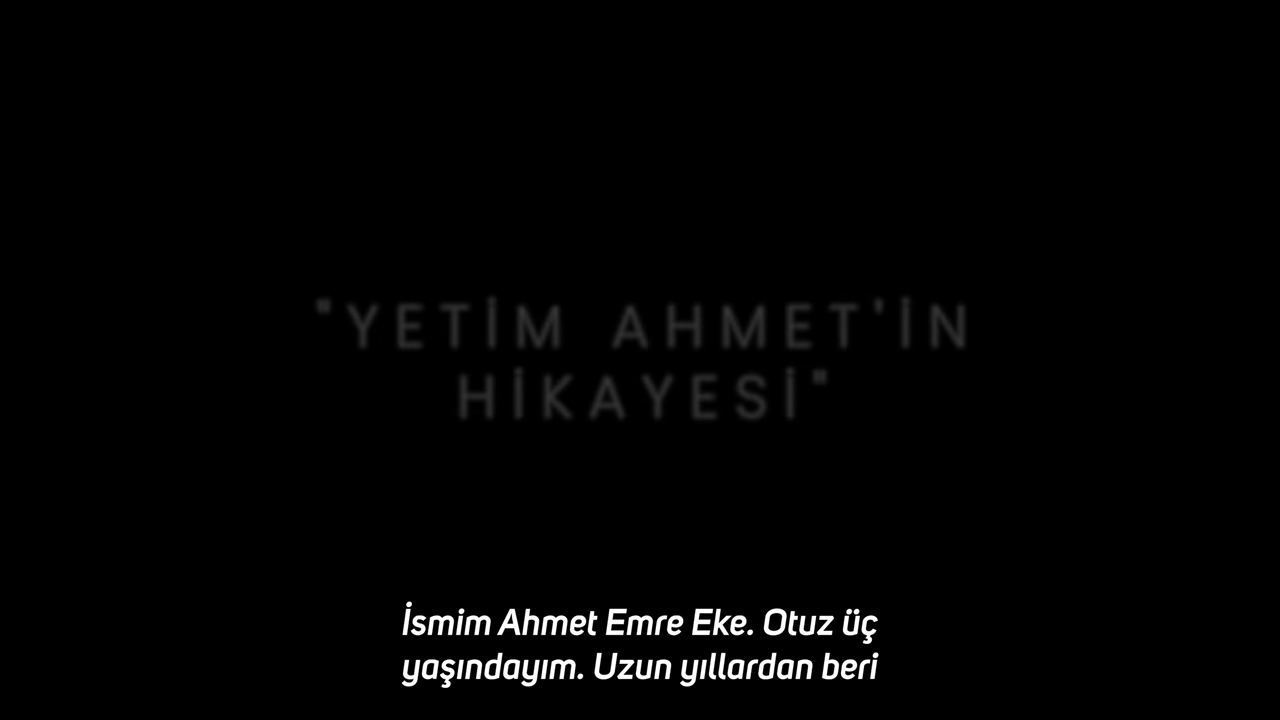 "YETİM AHMET'İN
HİKAYESİ"
İsmim Ahmet Emre Eke. Otuz üç
yaşındayım. Uzun yıllardan beri